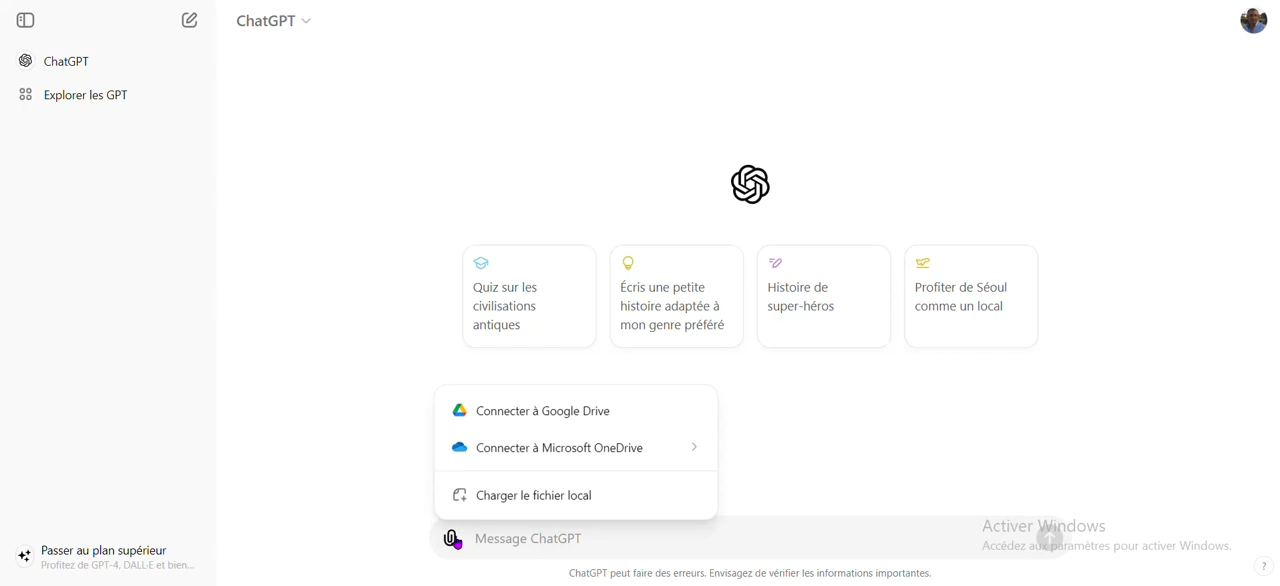 ChatGPT
ChatGPT
Explorer les GPT
Quiz sur les
civilisations
antiques
Écris une petite
histoire adaptée à
mon genre préféré
Histoire de
super-héros
Profiter de Séoul
comme un local
Connecter à Google Drive
Connecter à Microsoft OneDrive
Charger le fichier local
Message ChatGPT
Activer Windows
Accédez aux paramètres pour activer Windows.
Passer au plan supérieur
Profitez de GPT-4, DALL·E et bien...
ChatGPT peut faire des erreurs. Envisagez de vérifier les informations importantes.
?